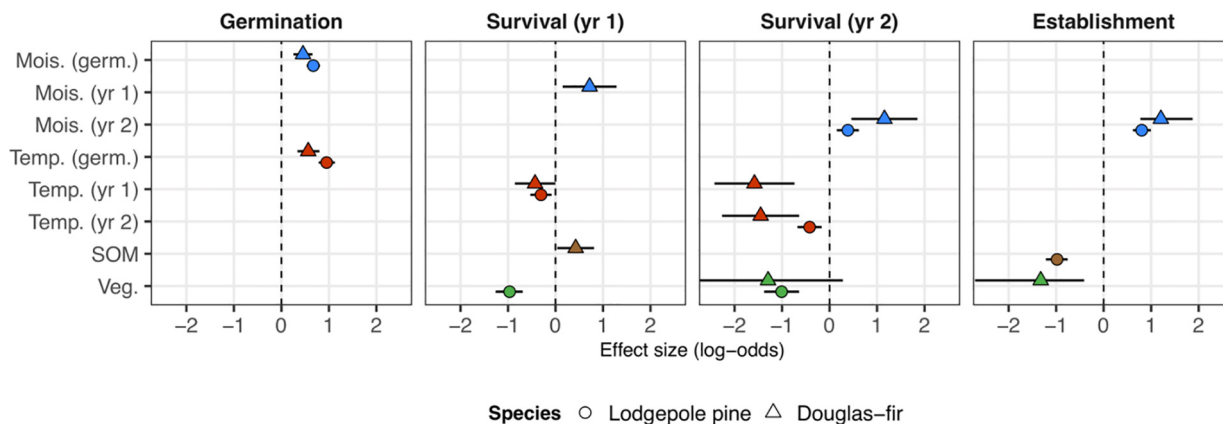 Germination Survival (yr 1) Survival (yr 2) Establishment
Mois. (germ.)
Mois. (yr 1)
Mois. (yr 2)
Temp. (germ.)
Temp. (yr 1)
Temp. (yr 2)
SOM
Veg.
−2 −1 0 1 2 −2 −1 0 1 2 −2 −1 0 1 2 −2 −1 0 1 2
Effect size (log−odds)
Species Lodgepole pine Douglas−fir